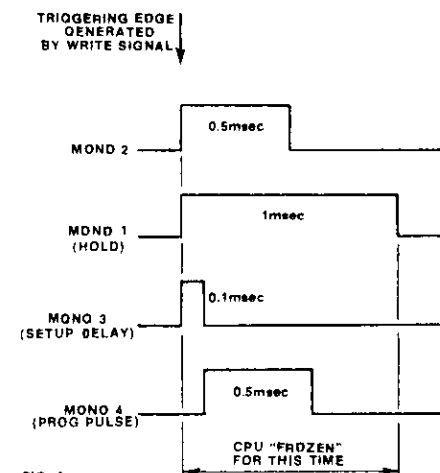 TRIGGERING EDGE
GENERATED
BY WRITE SIGNAL
0.5msec
MONO 2
1msec
MONO 1
(HOLD)
0.1msec
MONO 3
(SETUP DELAY)
0.5msec
MONO 4
(PROG PULSE)
CPU "FROZEN"
FOR THIS TIME